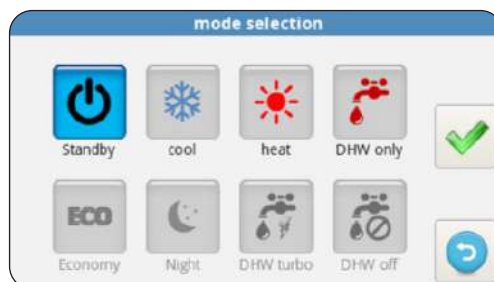 mode selection
Standby cool heat DHW only
ECO
Economy Night DHW turbo DHW off